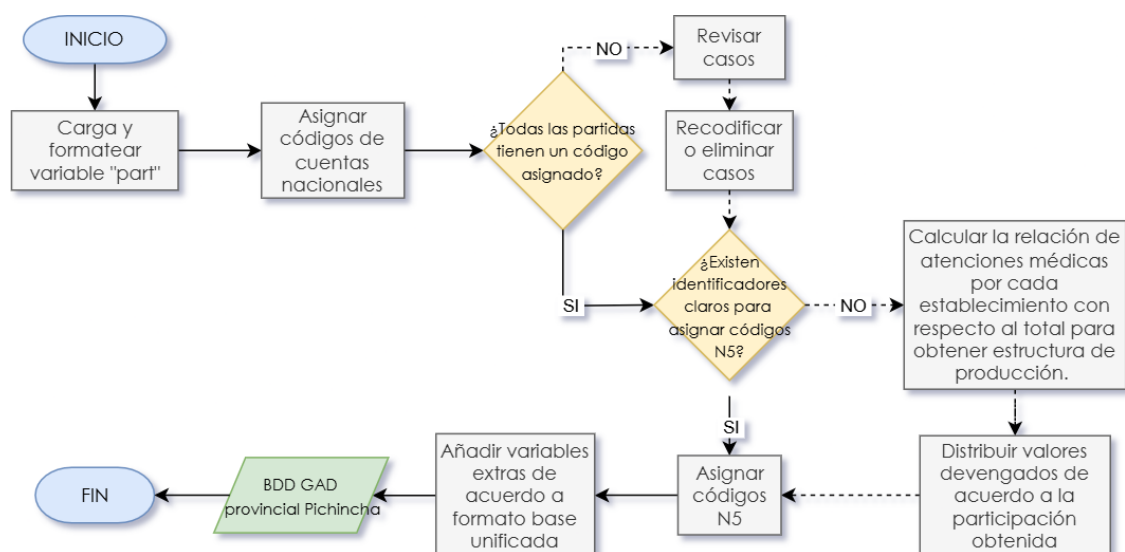 INICIO
Carga y
formatear
variable "part"
Asignar
códigos de
cuentas
nacionales
¿Todas las partidas
tienen un código
asignado?
NO
Revisar
casos
Recodificar
o eliminar
casos
SI
¿Existen
identificadores
claros para
asignar códigos
N5?
NO
Calcular la relación de
atenciones médicas
por cada
establecimiento con
respecto al total para
obtener estructura de
producción.
SI
Distribuir valores
devengados de
acuerdo a la
participación
obtenida
Asignar
códigos
N5
Añadir variables
extras de
acuerdo a
formato base
unificada
BDD GAD
provincial Pichincha
FIN